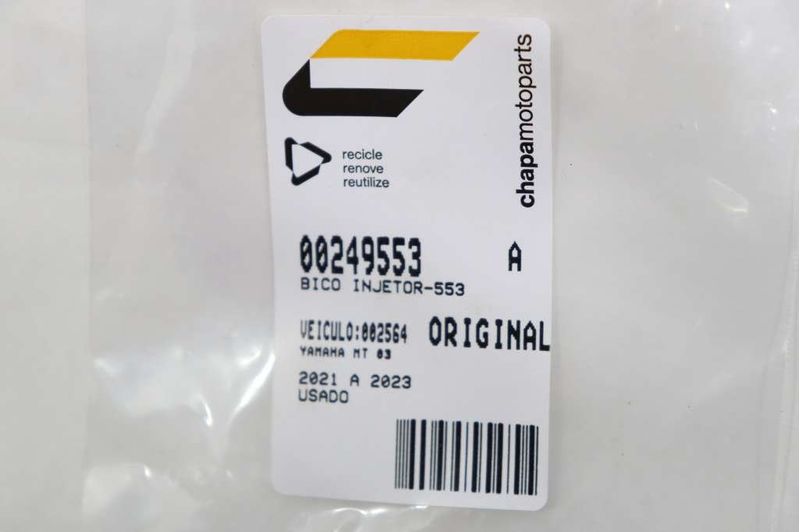 chapamotoparts
recicle
renove
reutilize
00249553 A
BICO INJETOR-553
VEICULO:002564 ORIGINAL
YAMAHA MT 03
2021 A 2023
USADO